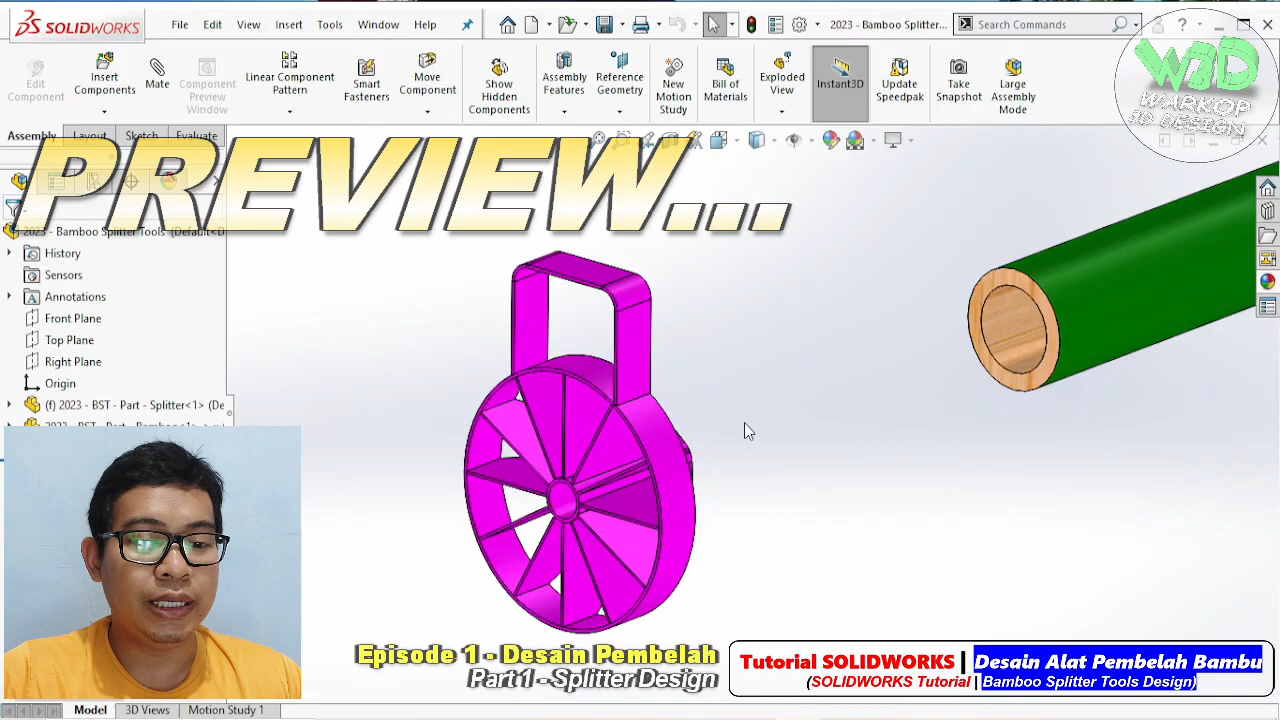 SOLIDWORKS
File Edit View Insert Tools Window Help
2023 - Bamboo Splitter...
Search Commands
Edit Component
Insert Components
Mate
Component Preview Window
Linear Component Pattern
Smart Fasteners
Move Component
Show Hidden Components
Assembly Features
Reference Geometry
New Motion Study
Bill of Materials
Exploded View
Instant3D
Update Speedpak
Take Snapshot
Large Assembly Mode
W3D
WARKOP
3D DESIGN
Assembly Layout Sketch Evaluate
PREVIEW...
2023 - Bamboo Splitter Tools (Default<D
History
Sensors
Annotations
Front Plane
Top Plane
Right Plane
Origin
(f) 2023 - BST - Part - Splitter<1> (De
Episode 1 - Desain Pembelah
Part 1 - Splitter Design
Tutorial SOLIDWORKS | Desain Alat Pembelah Bambu
(SOLIDWORKS Tutorial | Bamboo Splitter Tools Design)
Model 3D Views Motion Study 1